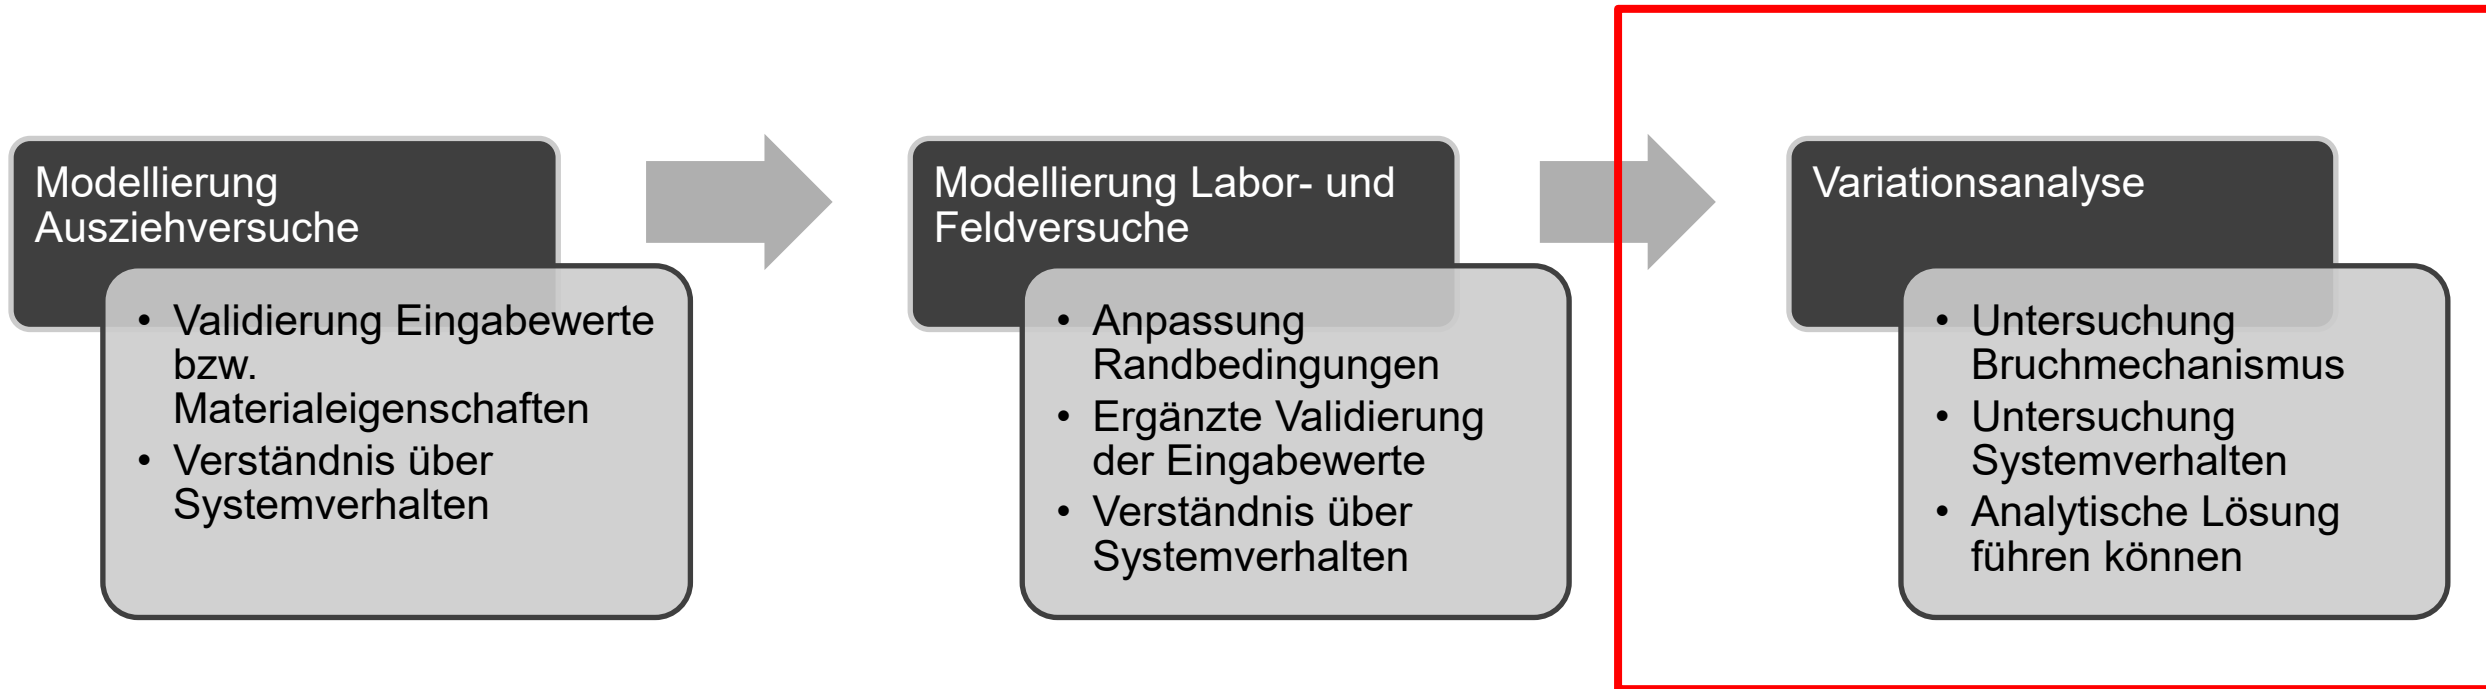 Modellierung
Ausziehversuche
• Validierung Eingabewerte
bzw.
Materialeigenschaften
• Verständnis über
Systemverhalten
Modellierung Labor- und
Feldversuche
• Anpassung
Randbedingungen
• Ergänzte Validierung
der Eingabewerte
• Verständnis über
Systemverhalten
Variationsanalyse
• Untersuchung
Bruchmechanismus
• Untersuchung
Systemverhalten
• Analytische Lösung
führen können